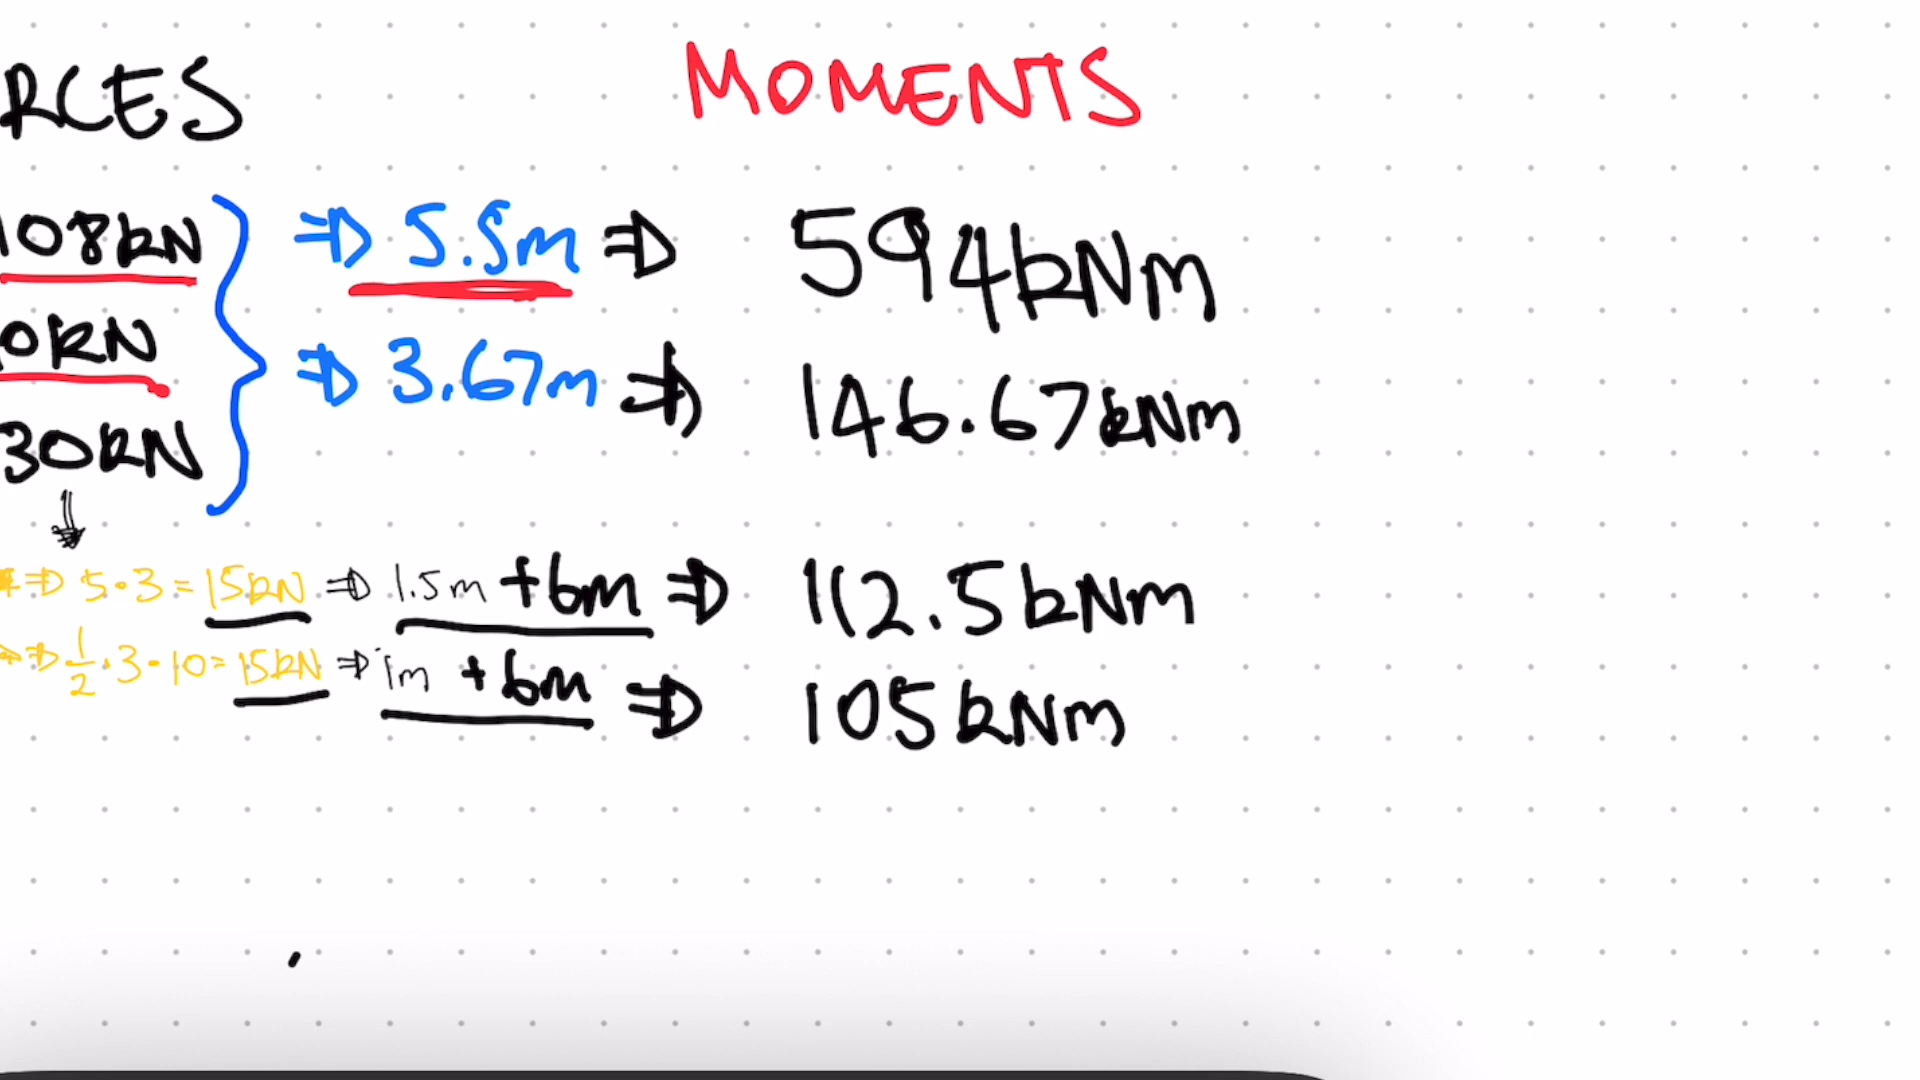 RCES MOMENTS
108kN ⇒ 5.5m ⇒ 594kNm
0kN ⇒ 3.67m ⇒ 146.67kNm
30kN
⇒ 5·3=15kN ⇒ 1.5m +6m ⇒ 112.5kNm
⇒ 1/2·3·10=15kN ⇒ 1m +6m ⇒ 105kNm